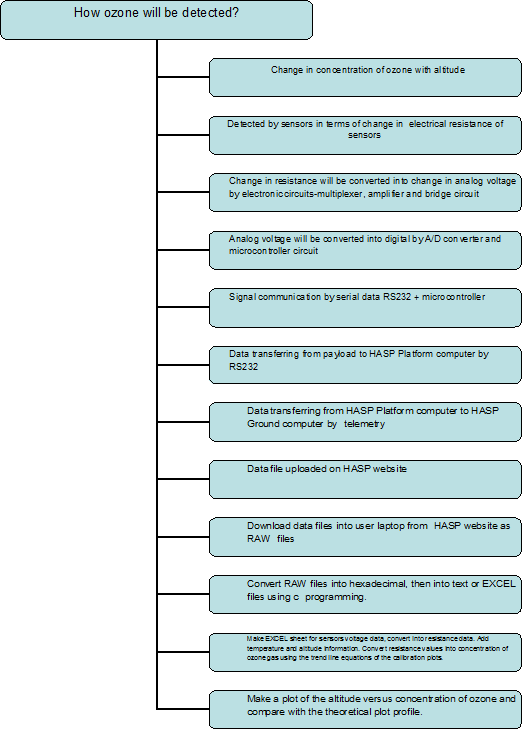 How ozone will be detected?
Change in concentration of ozone with altitude
Detected by sensors in terms of change in electrical resistance of
sensors
Change in resistance will be converted into change in analog voltage
by electronic circuits-multiplexer, amplifier and bridge circuit
Analog voltage will be converted into digital by A/D converter and
microcontroller circuit
Signal communication by serial data RS232 + microcontroller
Data transferring from payload to HASP Platform computer by
RS232
Data transferring from HASP Platform computer to HASP
Ground computer by telemetry
Data file uploaded on HASP website
Download data files into user laptop from HASP website as
RAW files
Convert RAW files into hexadecimal, then into text or EXCEL
files using c programming.
Make EXCEL sheet for sensors voltage data, convert into resistance data. Add
temperature and altitude information. Convert resistance values into concentration of
ozone gas using the trend line equations of the calibration plots.
Make a plot of the altitude versus concentration of ozone and
compare with the theoretical plot profile.